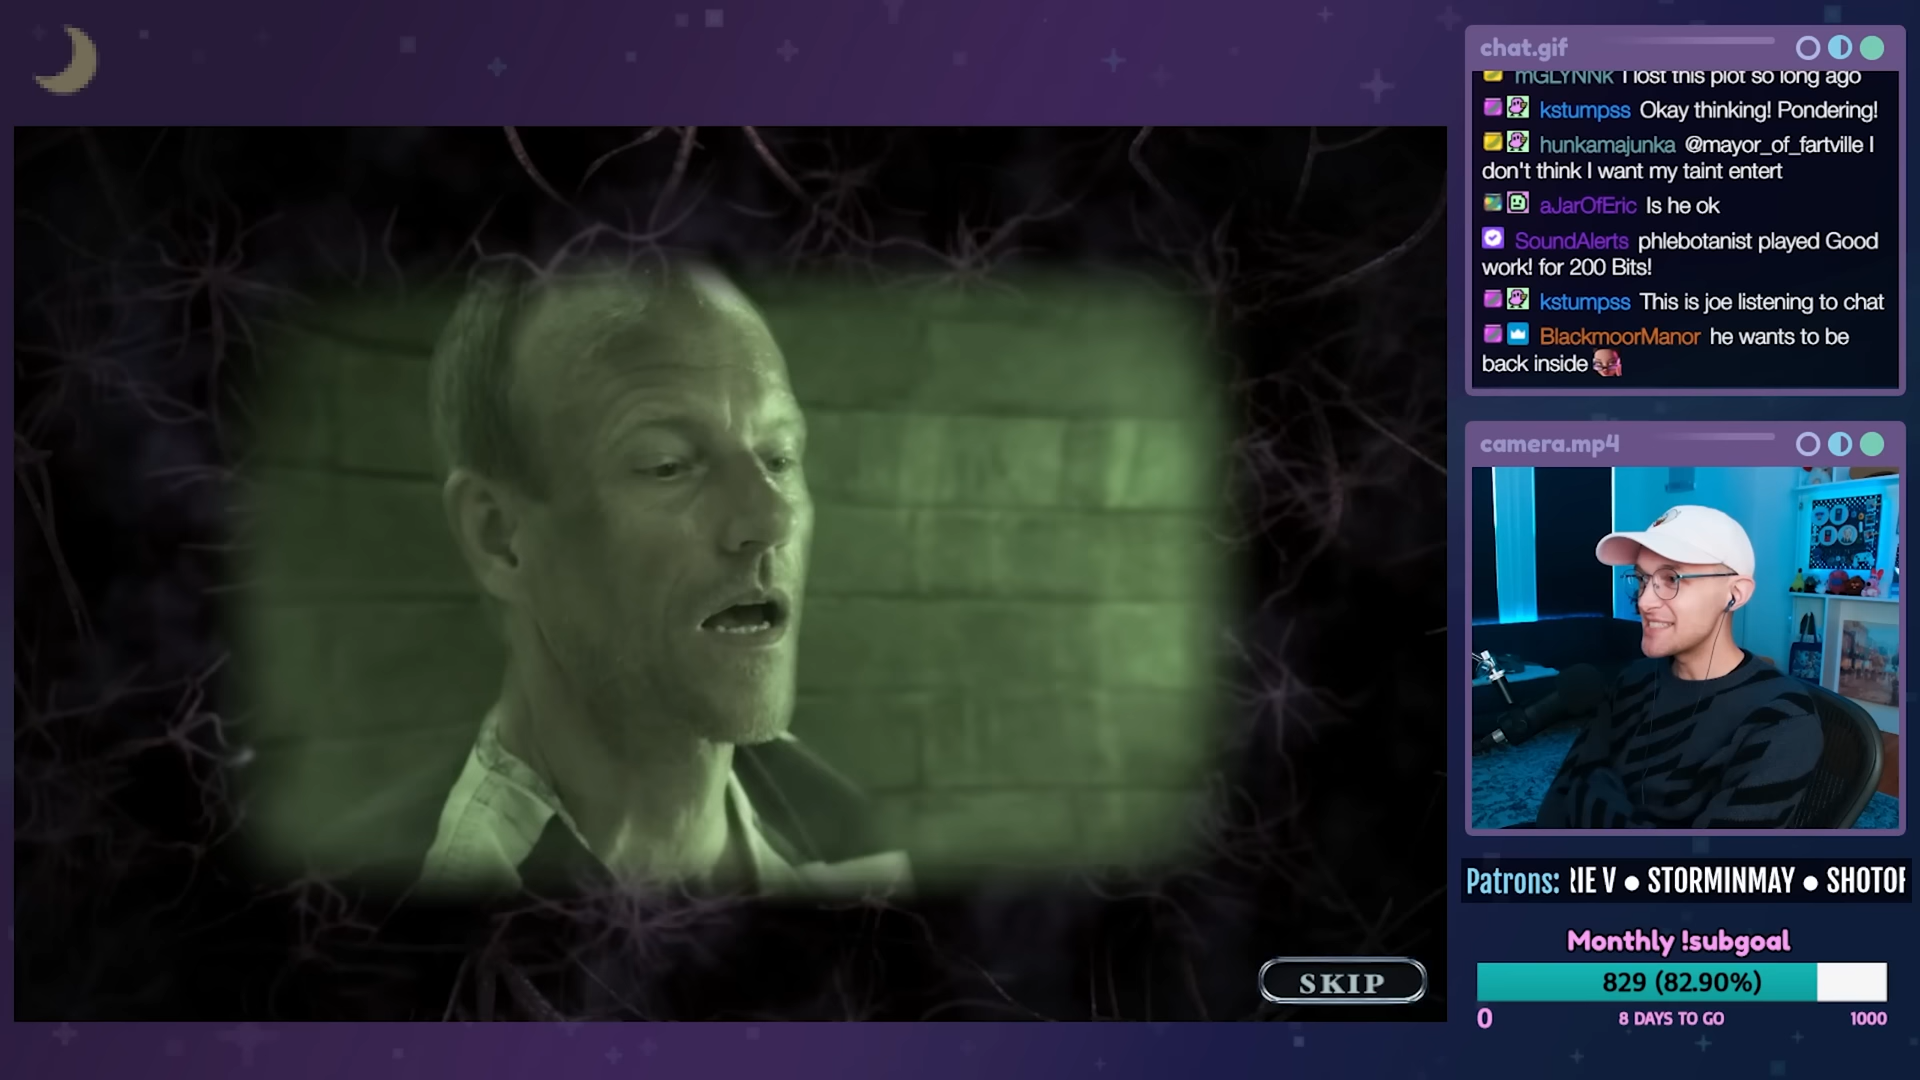 chat.gif
mGLYNNk I lost this plot so long ago
kstumpss Okay thinking! Pondering!
hunkamajunka @mayor_of_fartville I
don't think I want my taint entert
aJarOfEric Is he ok
SoundAlerts phlebotanist played Good
work! for 200 Bits!
kstumpss This is joe listening to chat
BlackmoorManor he wants to be
back inside
camera.mp4
Patrons: RIE V ● STORMINMAY ● SHOTOF
Monthly !subgoal
829 (82.90%)
0 8 DAYS TO GO 1000
SKIP